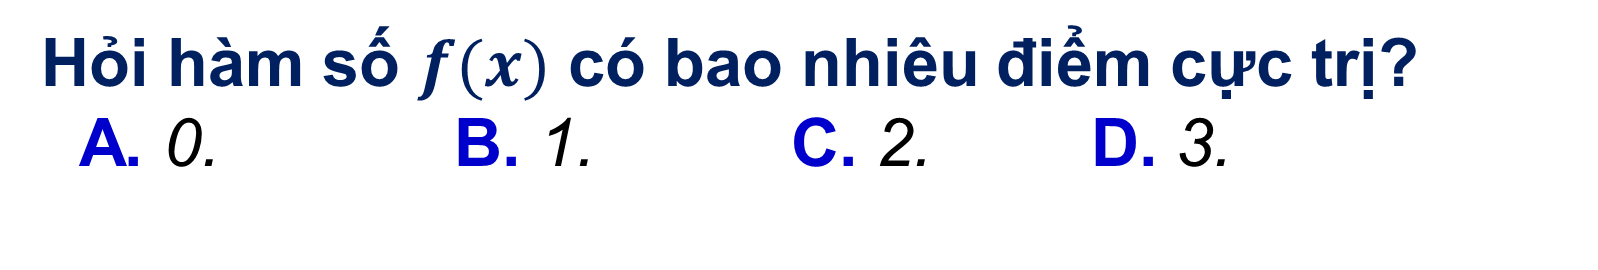 Hỏi hàm số f(x) có bao nhiêu điểm cực trị?
A. 0. B. 1. C. 2. D. 3.